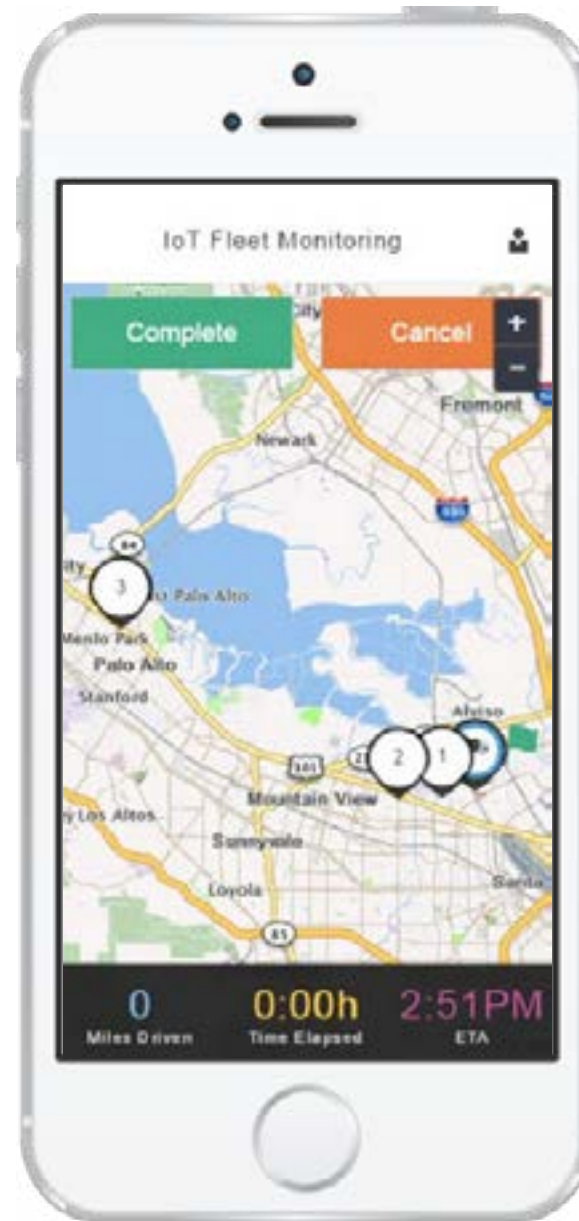 IoT Fleet Monitoring
City
Complete
Cancel
+
−
Fremont
Newark
680
84
3
Palo Alto
Menlo Park
Palo Alto
Stanford
Alviso
101
2
1
Mountain View
Los Altos
Sunnyvale
Santa
Loyola
85
0
0:00h
2:51PM
Miles Driven
Time Elapsed
ETA